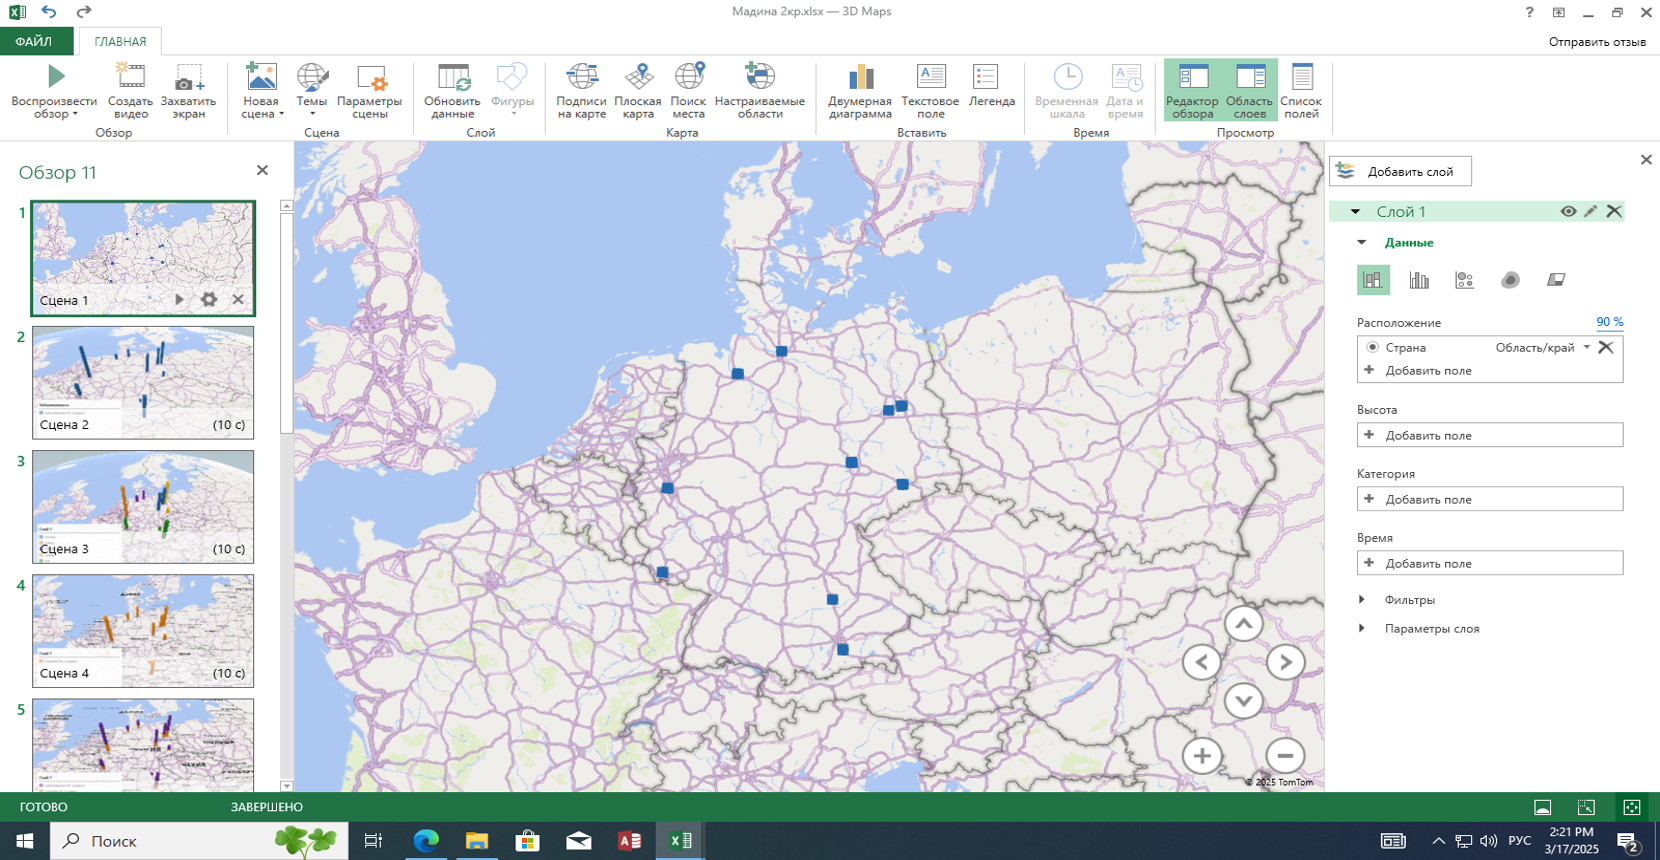 Мадина 2кр.xlsx — 3D Maps
?
ФАЙЛ
ГЛАВНАЯ
Отправить отзыв
Воспроизвести обзор
Создать видео
Захватить экран
Обзор
Новая сцена
Темы
Параметры сцены
Сцена
Обновить данные
Фигуры
Слой
Подписи на карте
Плоская карта
Поиск места
Настраиваемые области
Карта
Двумерная диаграмма
Текстовое поле
Легенда
Вставить
Временная шкала
Дата и время
Время
Редактор обзора
Область слоев
Список полей
Просмотр
Обзор 11
1
Сцена 1
2
Сцена 2 (10 с)
3
Сцена 3 (10 с)
4
Сцена 4 (10 с)
5
© 2025 TomTom
Добавить слой
Слой 1
Данные
Расположение 90 %
Страна Область/край
Добавить поле
Высота
Добавить поле
Категория
Добавить поле
Время
Добавить поле
Фильтры
Параметры слоя
ГОТОВО ЗАВЕРШЕНО
Поиск
РУС
2:21 PM
3/17/2025
2